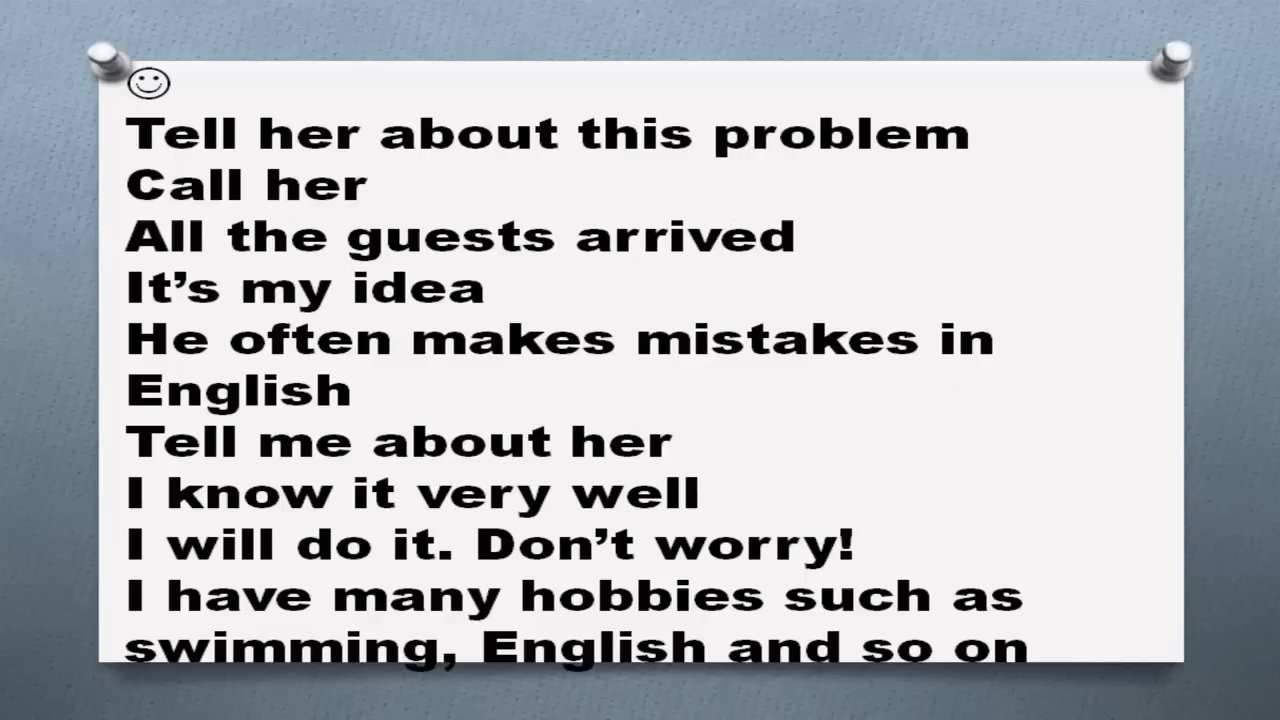 ☺
Tell her about this problem
Call her
All the guests arrived
It’s my idea
He often makes mistakes in
English
Tell me about her
I know it very well
I will do it. Don’t worry!
I have many hobbies such as
swimming, English and so on